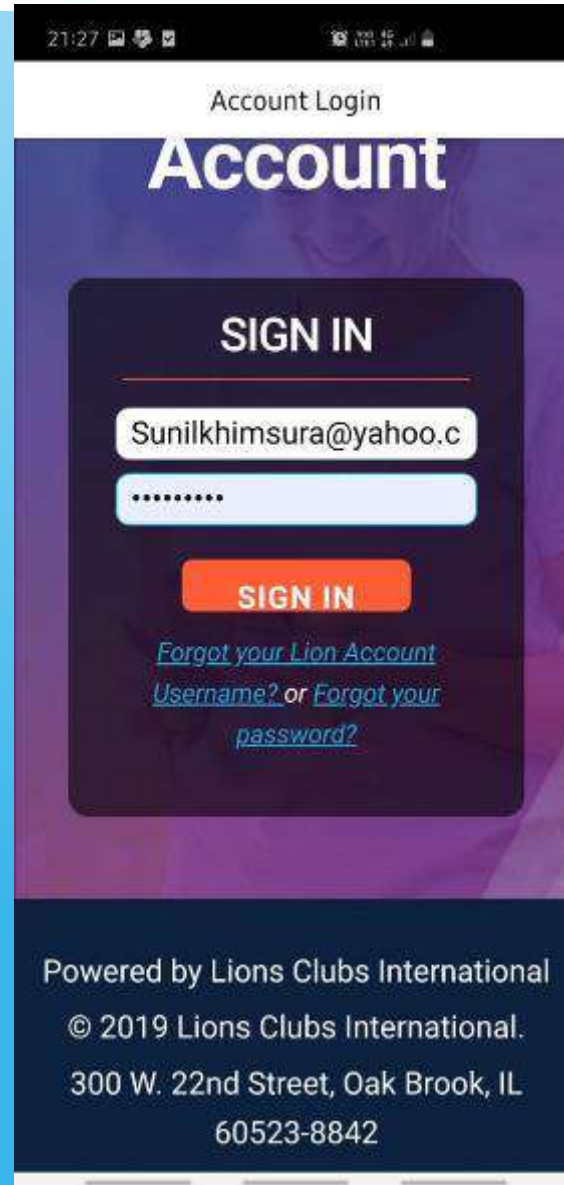 21:27
Account Login
Account
SIGN IN
Sunilkhimsura@yahoo.c
•••••••••
SIGN IN
Forgot your Lion Account
Username? or Forgot your
password?
Powered by Lions Clubs International
© 2019 Lions Clubs International.
300 W. 22nd Street, Oak Brook, IL
60523-8842